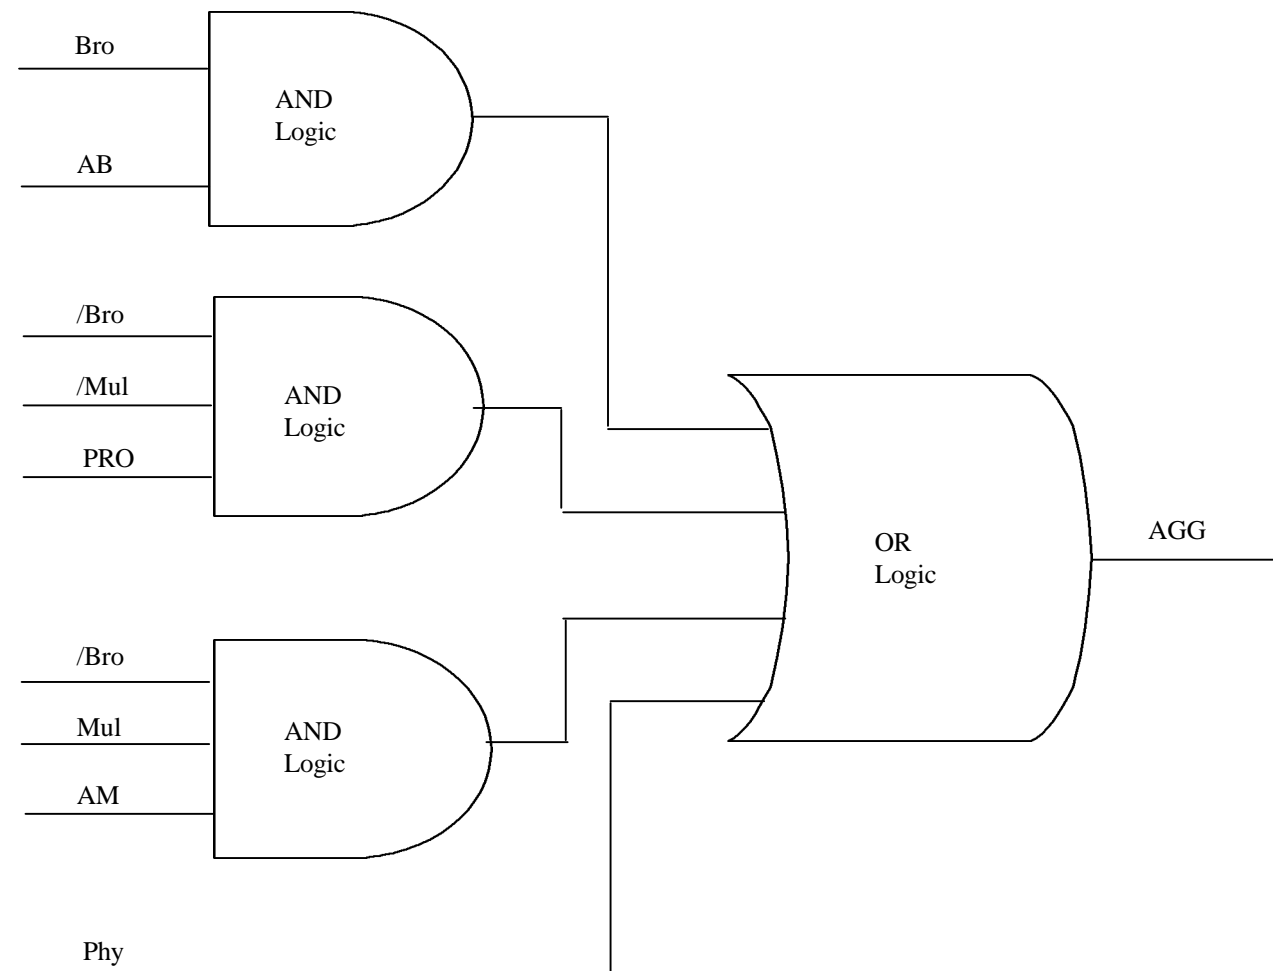 Bro
AND
Logic
AB
/Bro
/Mul
AND
Logic
PRO
OR
Logic
AGG
/Bro
Mul
AND
Logic
AM
Phy